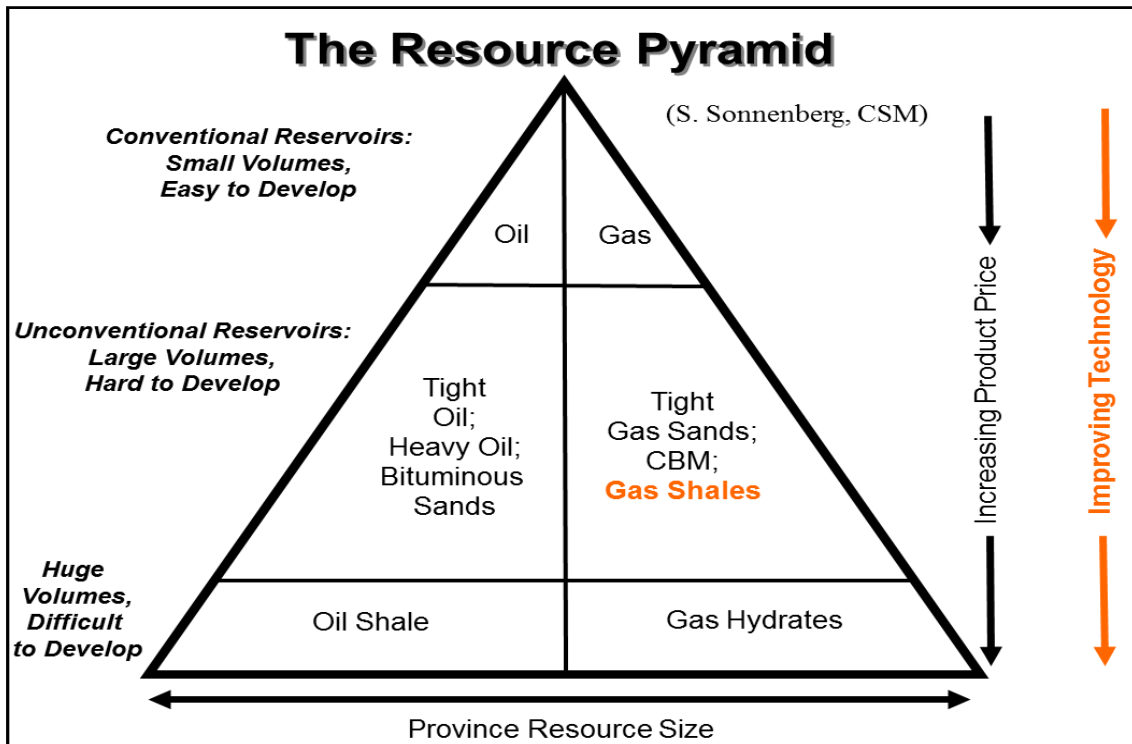 The Resource Pyramid
(S. Sonnenberg, CSM)
Conventional Reservoirs:
Small Volumes,
Easy to Develop
Oil
Gas
Unconventional Reservoirs:
Large Volumes,
Hard to Develop
Tight
Oil;
Heavy Oil;
Bituminous
Sands
Tight
Gas Sands;
CBM;
Gas Shales
Increasing Product Price
Improving Technology
Huge
Volumes,
Difficult
to Develop
Oil Shale
Gas Hydrates
Province Resource Size